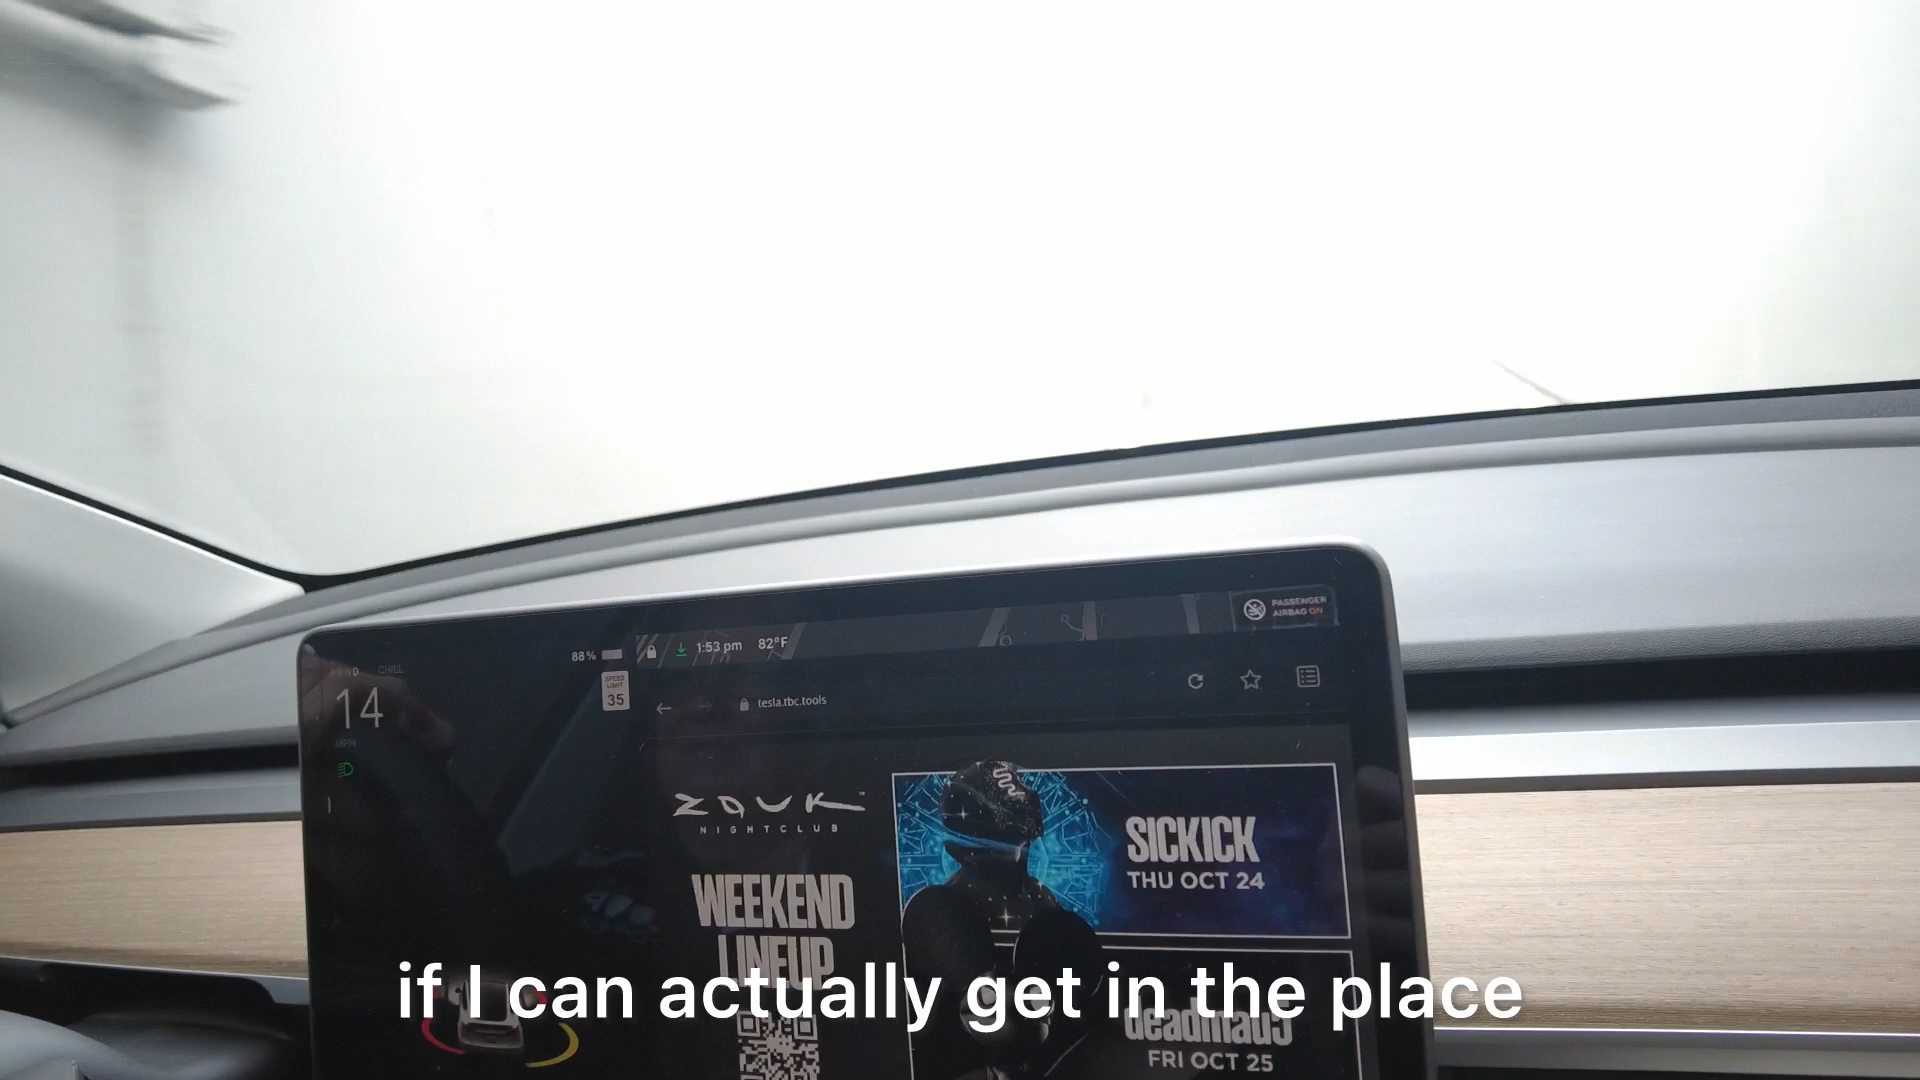 PASSENGER
AIRBAG ON
88%
1:53 pm 82°F
CHILL
14
MPH
SPEED
LIMIT
35
tesla.tbc.tools
ZOUK
NIGHTCLUB
WEEKEND
LINEUP
SICKICK
THU OCT 24
deadmau5
FRI OCT 25
if I can actually get in the place